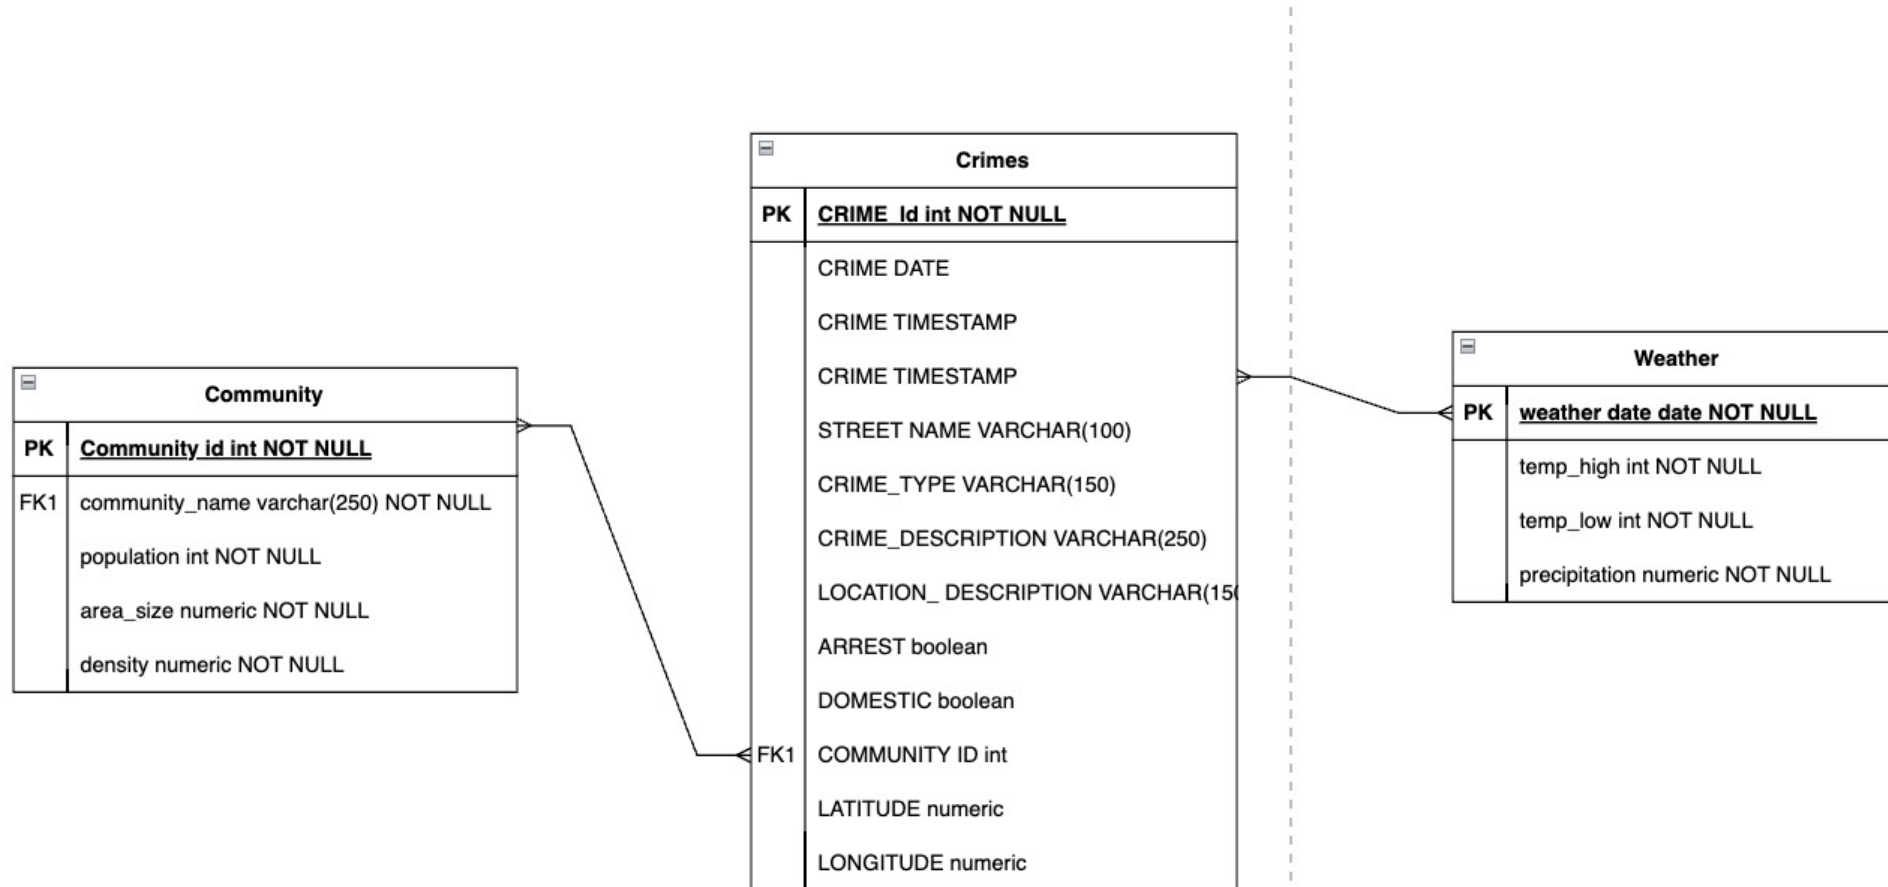 Community
PK Community id int NOT NULL
FK1 community_name varchar(250) NOT NULL
population int NOT NULL
area_size numeric NOT NULL
density numeric NOT NULL
Crimes
PK CRIME_Id int NOT NULL
CRIME DATE
CRIME TIMESTAMP
CRIME TIMESTAMP
STREET NAME VARCHAR(100)
CRIME_TYPE VARCHAR(150)
CRIME_DESCRIPTION VARCHAR(250)
LOCATION_ DESCRIPTION VARCHAR(150
ARREST boolean
DOMESTIC boolean
FK1 COMMUNITY ID int
LATITUDE numeric
LONGITUDE numeric
Weather
PK weather date date NOT NULL
temp_high int NOT NULL
temp_low int NOT NULL
precipitation numeric NOT NULL